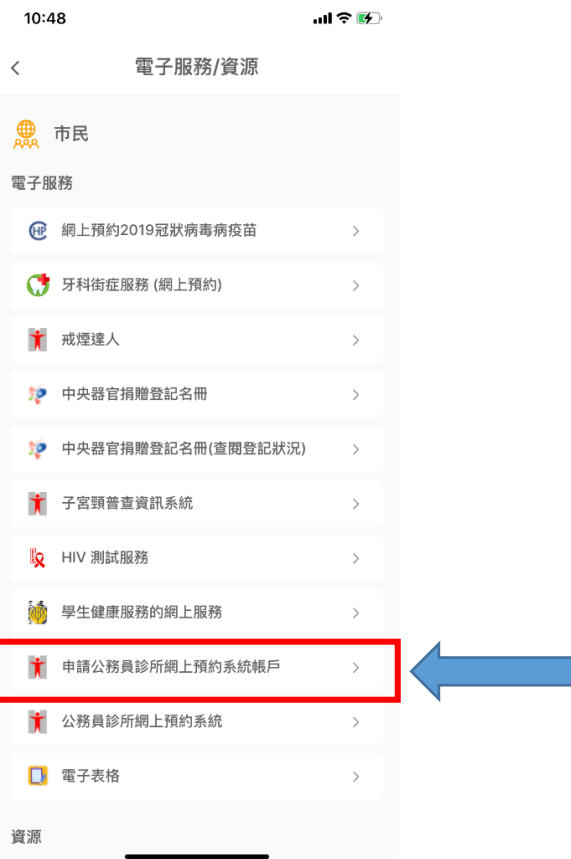 10:48
電子服務/資源
市民
電子服務
網上預約2019冠狀病毒病疫苗
牙科街症服務 (網上預約)
戒煙達人
中央器官捐贈登記名冊
中央器官捐贈登記名冊(查閱登記狀況)
子宮頸普查資訊系統
HIV 測試服務
學生健康服務的網上服務
申請公務員診所網上預約系統帳戶
公務員診所網上預約系統
電子表格
資源